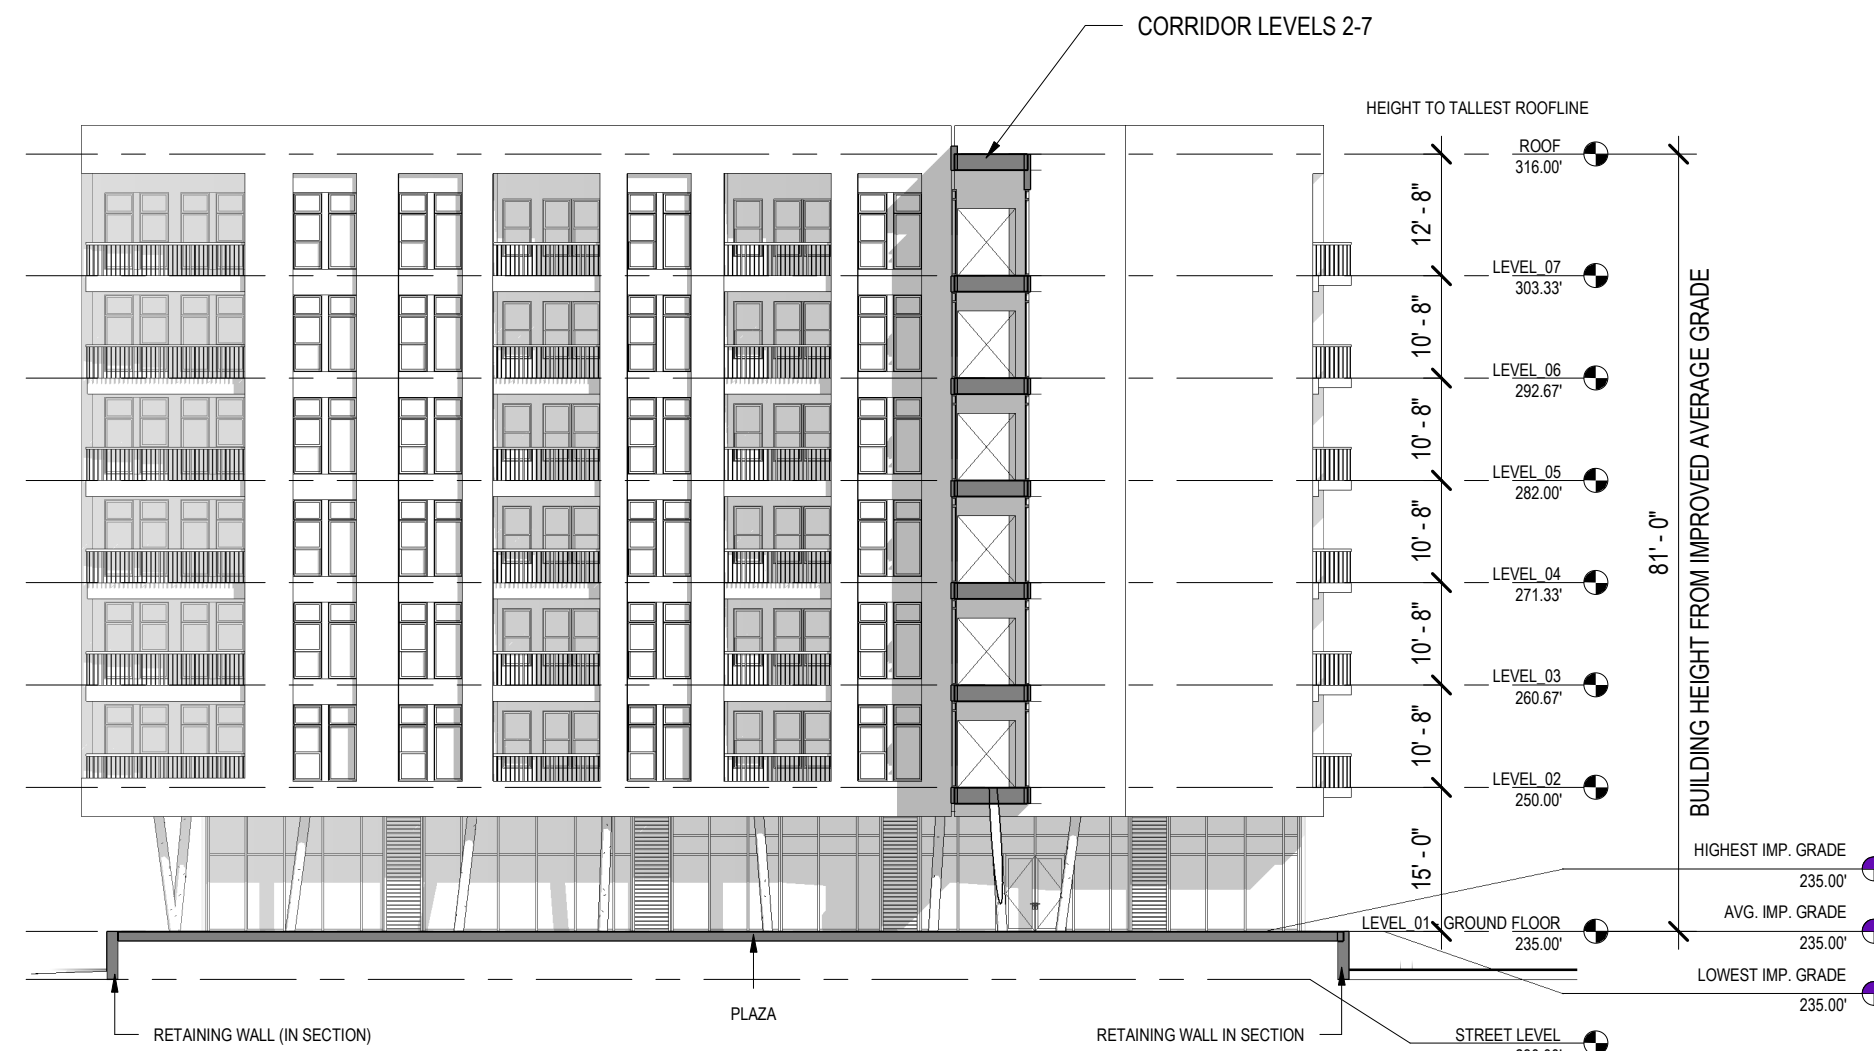 CORRIDOR LEVELS 2-7
HEIGHT TO TALLEST ROOFLINE
ROOF
316.00'
12' - 8"
LEVEL_07
303.33'
10' - 8"
LEVEL_06
292.67'
10' - 8"
LEVEL_05
282.00'
10' - 8"
LEVEL_04
271.33'
10' - 8"
LEVEL_03
260.67'
10' - 8"
LEVEL_02
250.00'
15' - 0"
LEVEL_01 GROUND FLOOR
235.00'
81' - 0"
BUILDING HEIGHT FROM IMPROVED AVERAGE GRADE
HIGHEST IMP. GRADE
235.00'
AVG. IMP. GRADE
235.00'
LOWEST IMP. GRADE
235.00'
PLAZA
RETAINING WALL (IN SECTION)
RETAINING WALL IN SECTION
STREET LEVEL